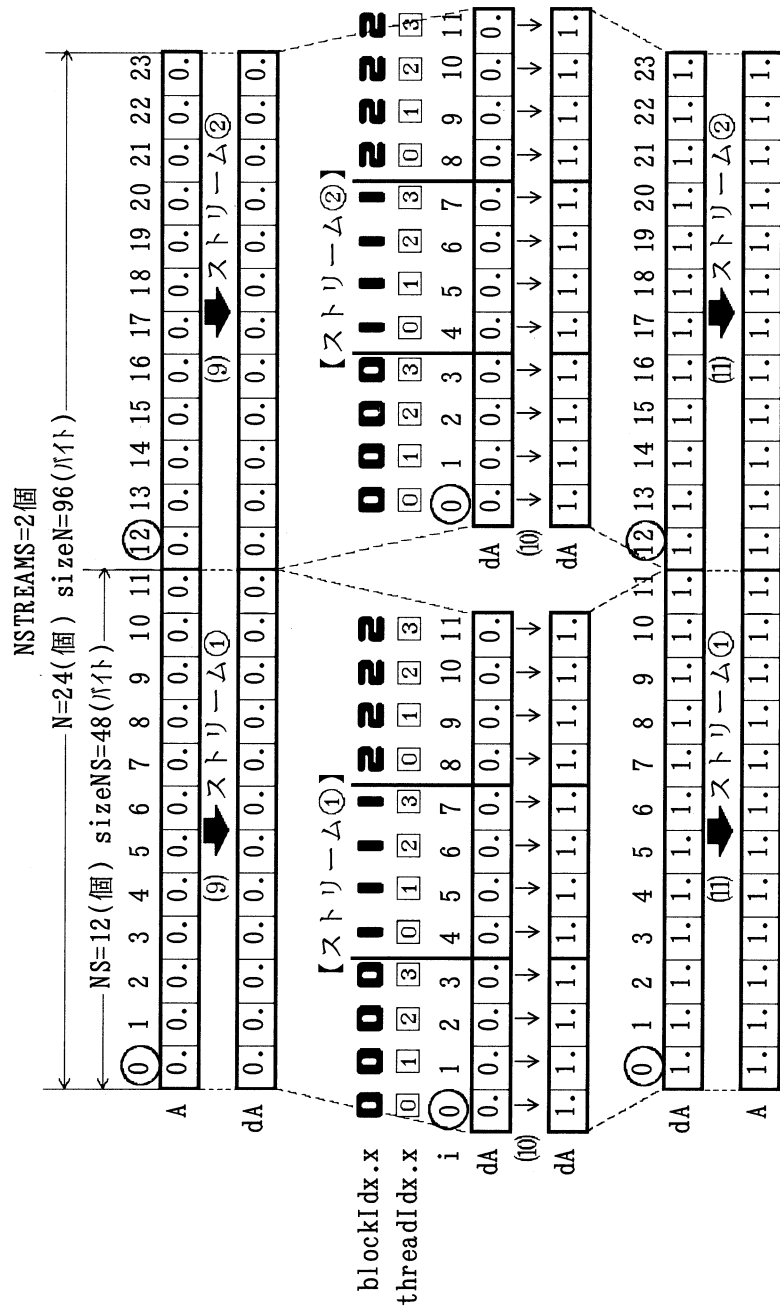 NSTREAMS=2個
N=24(個) sizeN=96(バイト)
NS=12(個) sizeNS=48(バイト)
0 1 2 3 4 5 6 7 8 9 10 11 12 13 14 15 16 17 18 19 20 21 22 23
A 0. 0. 0. 0. 0. 0. 0. 0. 0. 0. 0. 0. 0. 0. 0. 0. 0. 0. 0. 0. 0. 0. 0. 0.
(9) ストリーム① (9) ストリーム②
dA 0. 0. 0. 0. 0. 0. 0. 0. 0. 0. 0. 0. 0. 0. 0. 0. 0. 0. 0. 0. 0. 0. 0. 0.
【ストリーム①】 【ストリーム②】
blockIdx.x 0 0 0 0 1 1 1 1 2 2 2 2 0 0 0 0 1 1 1 1 2 2 2 2
threadIdx.x 0 1 2 3 0 1 2 3 0 1 2 3 0 1 2 3 0 1 2 3 0 1 2 3
i 0 1 2 3 4 5 6 7 8 9 10 11 0 1 2 3 4 5 6 7 8 9 10 11
dA 0. 0. 0. 0. 0. 0. 0. 0. 0. 0. 0. 0. dA 0. 0. 0. 0. 0. 0. 0. 0. 0. 0. 0. 0.
(10) ↓ ↓ ↓ ↓ ↓ ↓ ↓ ↓ ↓ ↓ ↓ ↓ (10) ↓ ↓ ↓ ↓ ↓ ↓ ↓ ↓ ↓ ↓ ↓ ↓
dA 1. 1. 1. 1. 1. 1. 1. 1. 1. 1. 1. 1. dA 1. 1. 1. 1. 1. 1. 1. 1. 1. 1. 1. 1.
0 1 2 3 4 5 6 7 8 9 10 11 12 13 14 15 16 17 18 19 20 21 22 23
dA 1. 1. 1. 1. 1. 1. 1. 1. 1. 1. 1. 1. 1. 1. 1. 1. 1. 1. 1. 1. 1. 1. 1. 1.
(11) ストリーム① (11) ストリーム②
A 1. 1. 1. 1. 1. 1. 1. 1. 1. 1. 1. 1. 1. 1. 1. 1. 1. 1. 1. 1. 1. 1. 1. 1.